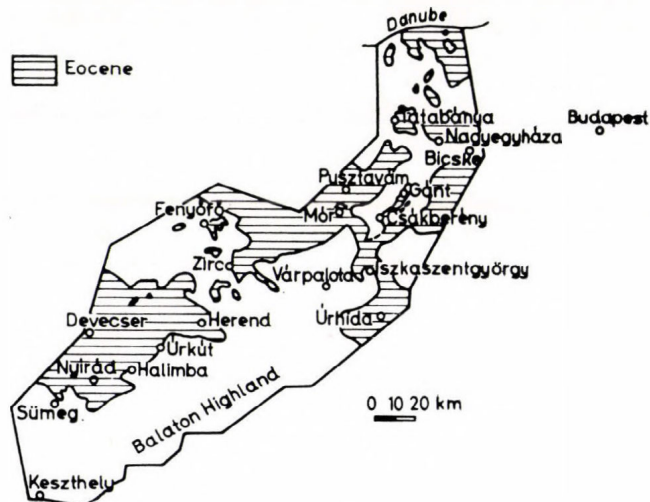 Danube
Eocene
Tatabánya
Budapest
Nagyegyháza
Bicske
Pusztavám
Gánt
Fenyőfő
Mór
Csákberény
Zirc
Várpalota
Iszkaszentgyörgy
Devecser
Herend
Úrhida
Úrkút
Nyirád
Halimba
Sümeg
0 10 20 km
Balaton Highland
Keszthely